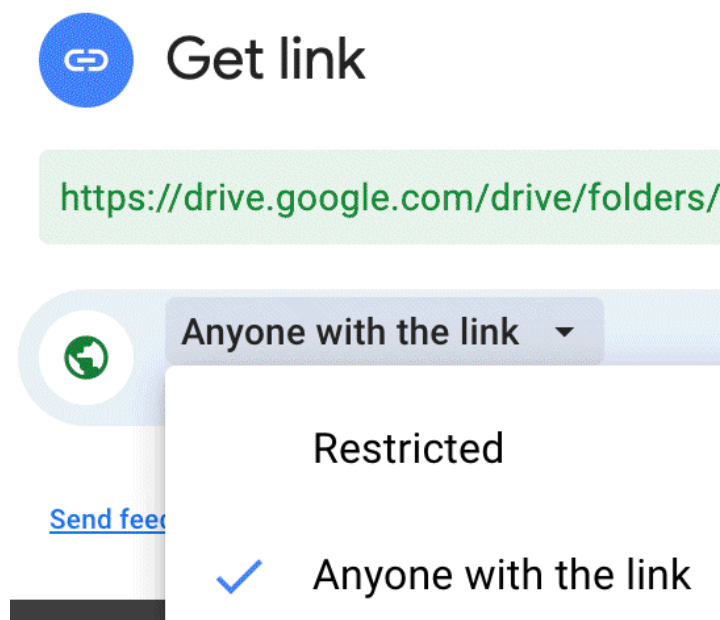 Get link
https://drive.google.com/drive/folders/
Anyone with the link
Restricted
Send feed
Anyone with the link